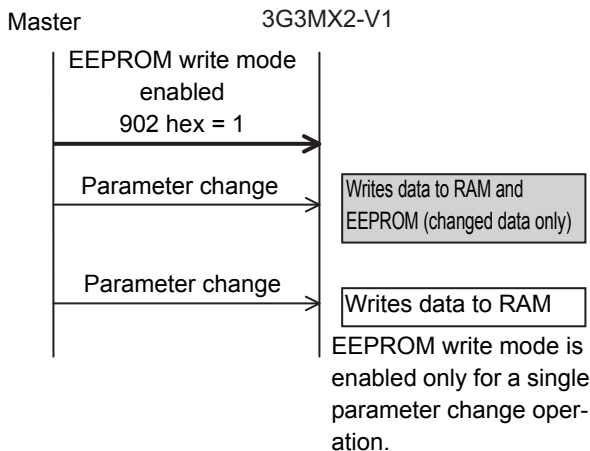 Master
3G3MX2-V1
EEPROM write mode
enabled
902 hex = 1
Parameter change
Writes data to RAM and
EEPROM (changed data only)
Parameter change
Writes data to RAM
EEPROM write mode is
enabled only for a single
parameter change oper-
ation.